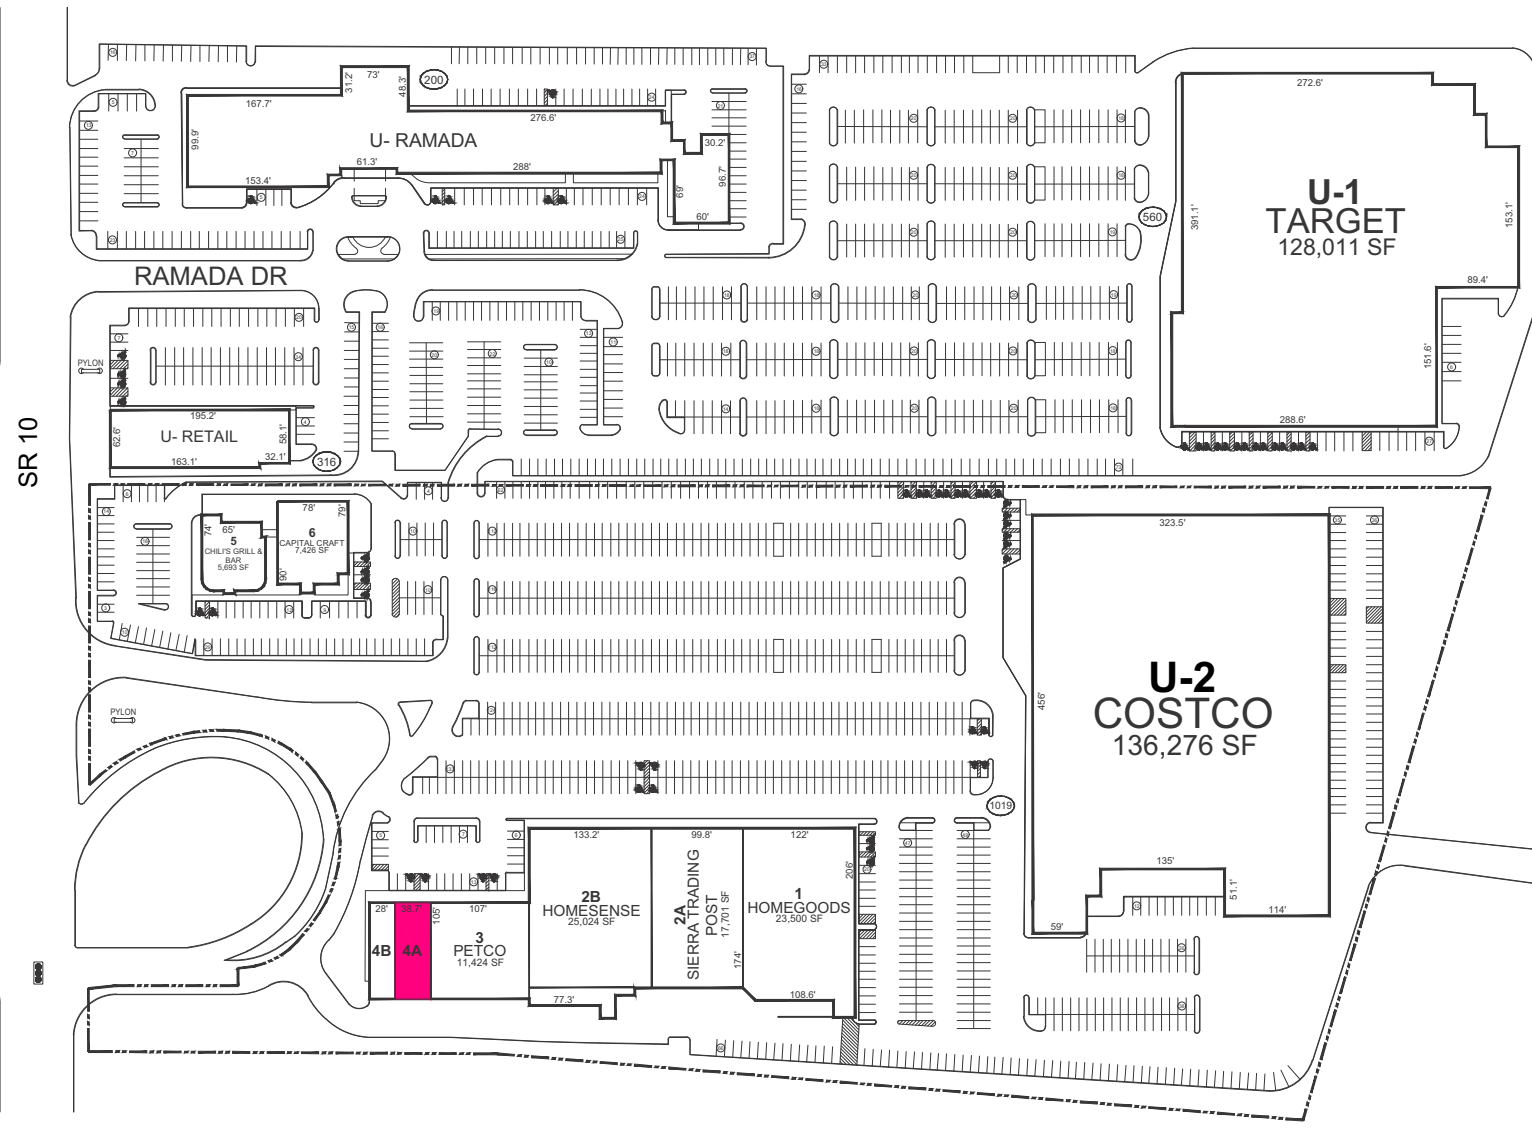 73'
31.2'
48.3'
200
167.7'
276.6'
99.9'
U- RAMADA
30.2'
61.3'
288'
153.4'
69'
96.7'
60'
RAMADA DR
272.6'
560
391.1'
U-1
TARGET
128,011 SF
153.1'
89.4'
151.6'
288.6'
PYLON
195.2'
62.6'
U- RETAIL
58.1'
163.1'
32.1'
316
SR 10
74'
65'
5
CHILI'S GRILL &
BAR
5,693 SF
78'
79'
6
CAPITAL CRAFT
7,426 SF
90'
323.5'
456'
U-2
COSTCO
136,276 SF
135'
51.1'
114'
59'
PYLON
1019
133.2'
99.8'
122'
206'
2B
HOMESENSE
25,024 SF
2A
SIERRA TRADING
POST
17,701 SF
174'
1
HOMEGOODS
23,500 SF
28'
38.7'
105'
107'
4B
4A
3
PETCO
11,424 SF
77.3'
108.6'